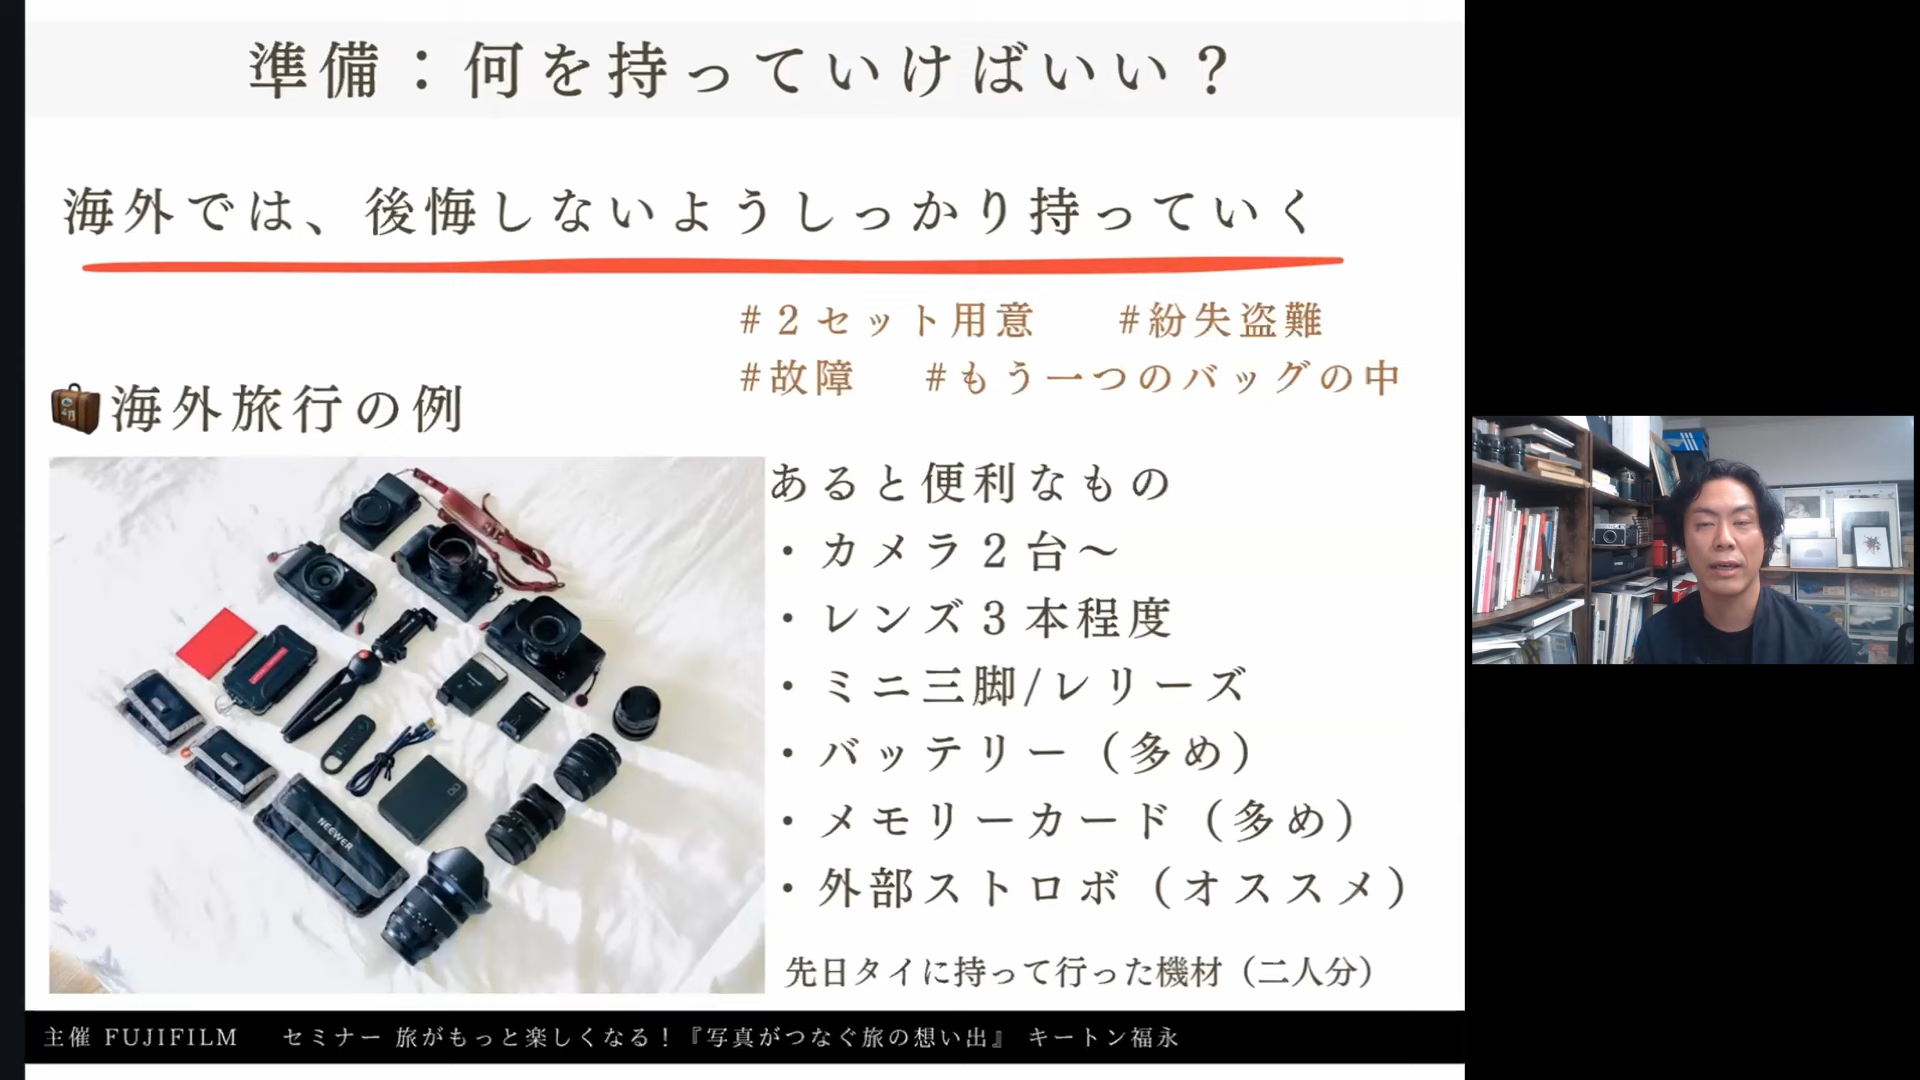 準備：何を持っていけばいい？
海外では、後悔しないようしっかり持っていく
#２セット用意 #紛失盗難
#故障 #もう一つのバッグの中
海外旅行の例
あると便利なもの
・カメラ２台〜
・レンズ３本程度
・ミニ三脚/レリーズ
・バッテリー（多め）
・メモリーカード（多め）
・外部ストロボ（オススメ）
NEEWER
先日タイに持って行った機材（二人分）
主催 FUJIFILM セミナー 旅がもっと楽しくなる！『写真がつなぐ旅の想い出』 キートン福永